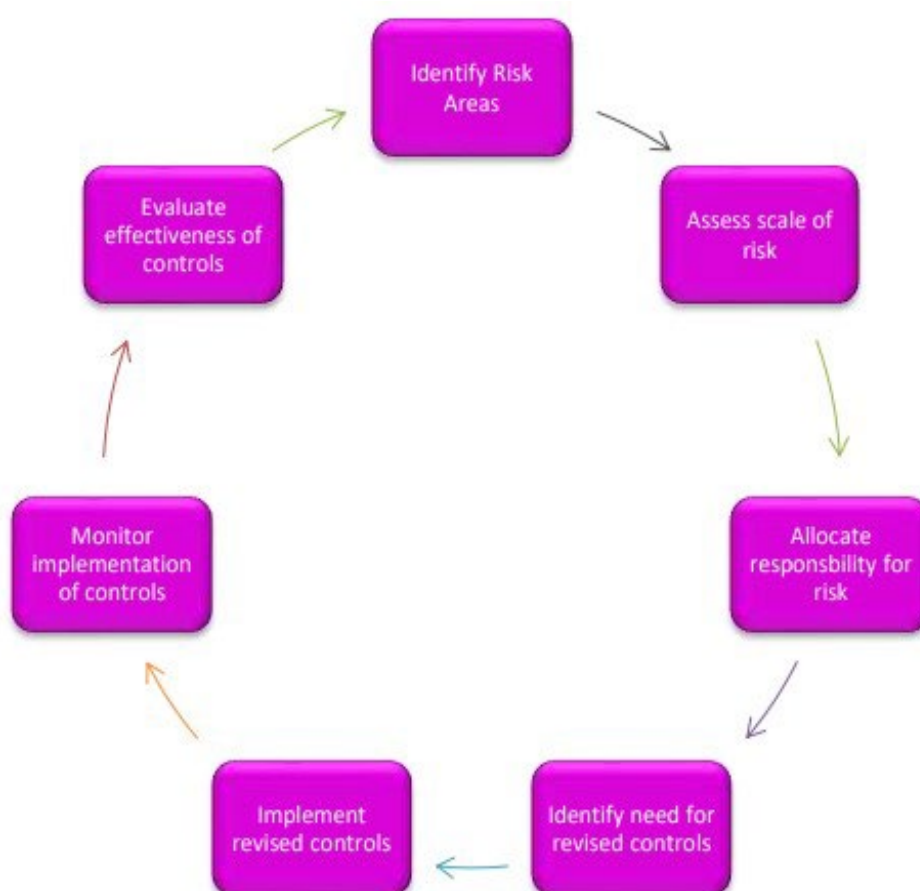 Identify Risk
Areas
Assess scale of
risk
Allocate
responsbility for
risk
Identify need for
revised controls
Implement
revised controls
Monitor
implementation
of controls
Evaluate
effectiveness of
controls